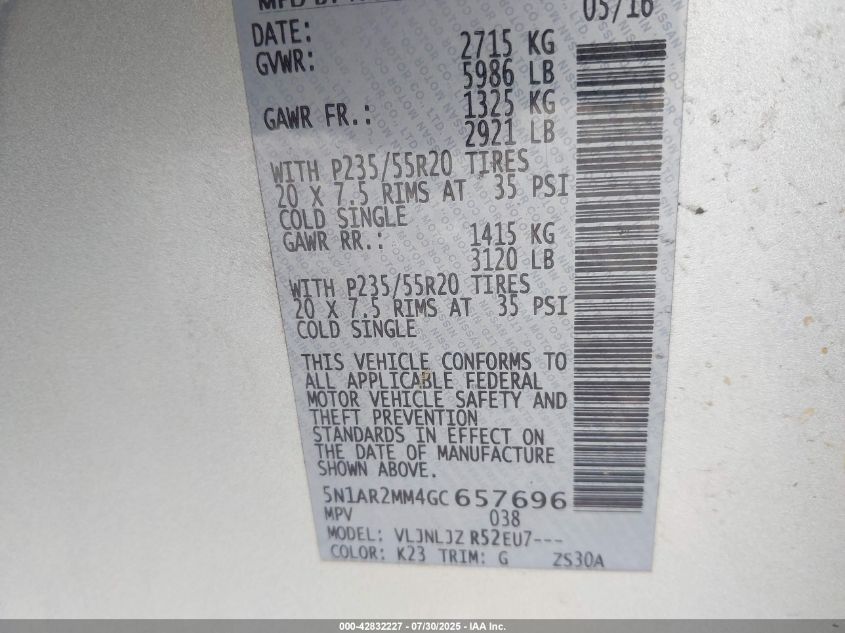 MFD BY
05/16
DATE:
GVWR: 2715 KG
5986 LB
GAWR FR.: 1325 KG
2921 LB
WITH P235/55R20 TIRES
20 X 7.5 RIMS AT 35 PSI
COLD SINGLE
GAWR RR.: 1415 KG
3120 LB
WITH P235/55R20 TIRES
20 X 7.5 RIMS AT 35 PSI
COLD SINGLE
THIS VEHICLE CONFORMS TO
ALL APPLICABLE FEDERAL
MOTOR VEHICLE SAFETY AND
THEFT PREVENTION
STANDARDS IN EFFECT ON
THE DATE OF MANUFACTURE
SHOWN ABOVE.
5N1AR2MM4GC657696
MPV 038
MODEL: VLJNLJZ R52EU7---
COLOR: K23 TRIM: G ZS30A
000-42832227 - 07/30/2025 - IAA Inc.